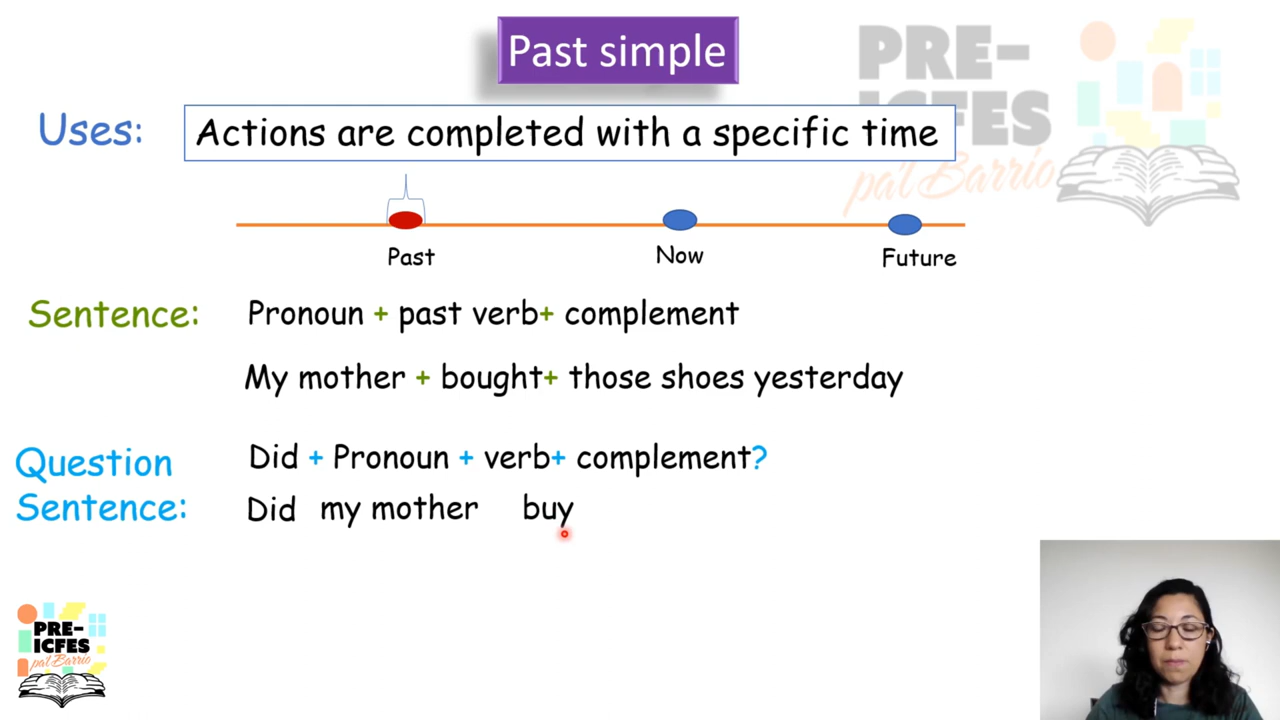 Past simple
PRE-
ICFES
pa'l Barrio
Uses:
Actions are completed with a specific time
Past
Now
Future
Sentence:
Pronoun + past verb+ complement
My mother + bought+ those shoes yesterday
Question
Sentence:
Did + Pronoun + verb+ complement?
Did my mother buy
PRE-
ICFES
pa'l Barrio